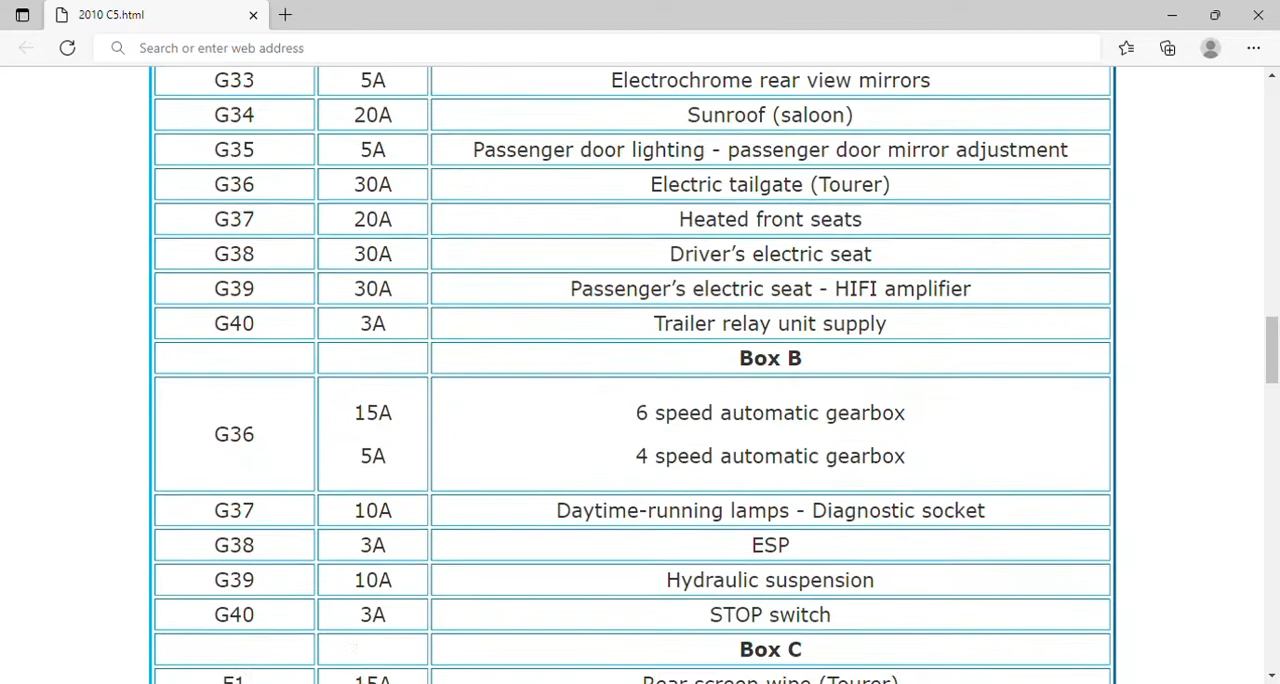 2010 C5.html
Search or enter web address
G33 5A Electrochrome rear view mirrors
G34 20A Sunroof (saloon)
G35 5A Passenger door lighting - passenger door mirror adjustment
G36 30A Electric tailgate (Tourer)
G37 20A Heated front seats
G38 30A Driver’s electric seat
G39 30A Passenger’s electric seat - HIFI amplifier
G40 3A Trailer relay unit supply
Box B
G36 15A 6 speed automatic gearbox
5A 4 speed automatic gearbox
G37 10A Daytime-running lamps - Diagnostic socket
G38 3A ESP
G39 10A Hydraulic suspension
G40 3A STOP switch
Box C
F1 15A Rear screen wipe (Tourer)